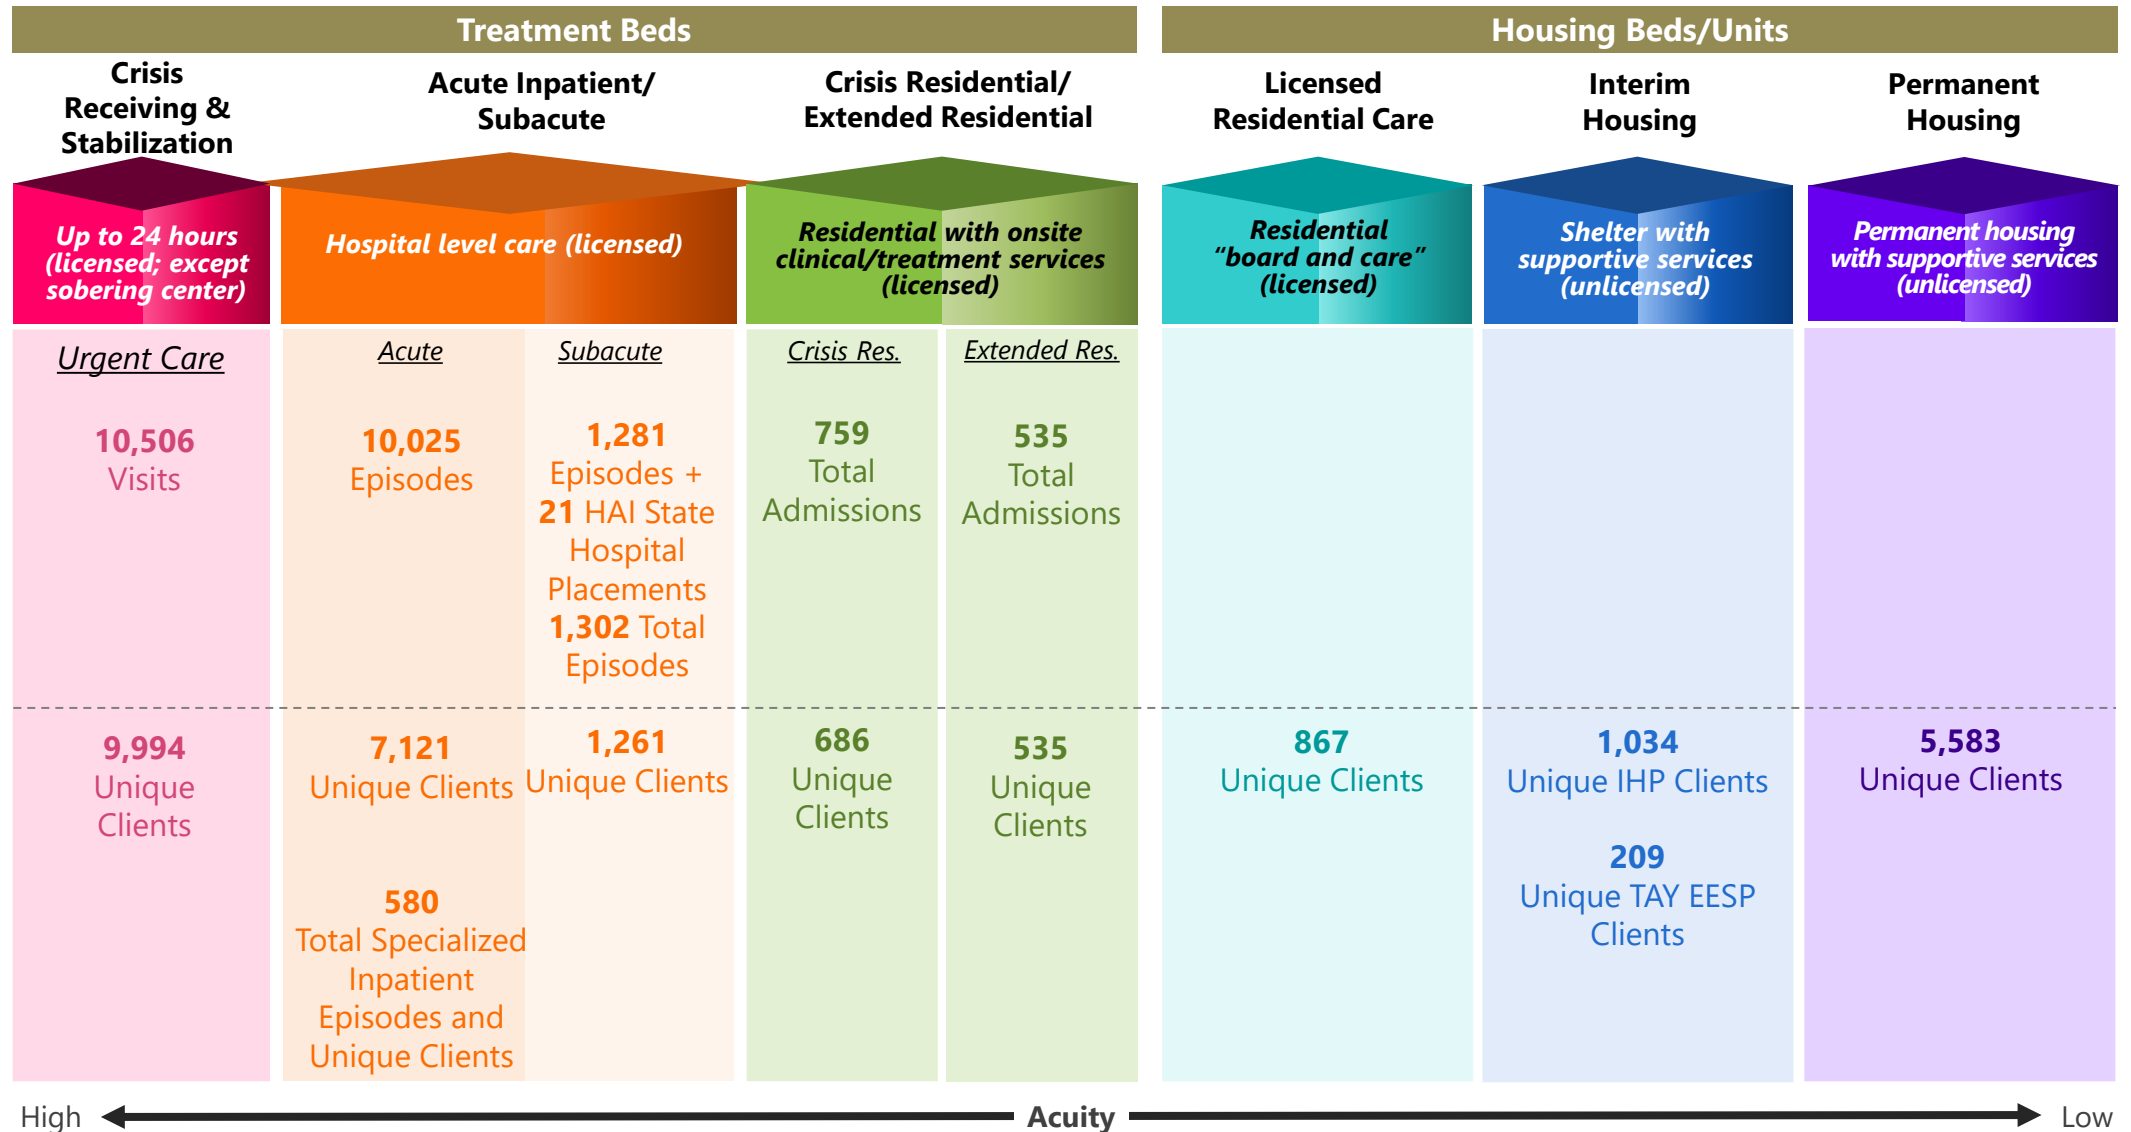 Treatment Beds
Housing Beds/Units
Crisis
Receiving &
Stabilization
Acute Inpatient/
Subacute
Crisis Residential/
Extended Residential
Licensed
Residential Care
Interim
Housing
Permanent
Housing
Up to 24 hours
(licensed; except
sobering center)
Hospital level care (licensed)
Residential with onsite
clinical/treatment services
(licensed)
Residential
“board and care”
(licensed)
Shelter with
supportive services
(unlicensed)
Permanent housing
with supportive services
(unlicensed)
Urgent Care
10,506
Visits
9,994
Unique
Clients
Acute
10,025
Episodes
7,121
Unique Clients
580
Total Specialized
Inpatient
Episodes and
Unique Clients
Subacute
1,281
Episodes +
21 HAI State
Hospital
Placements
1,302 Total
Episodes
1,261
Unique Clients
Crisis Res.
759
Total
Admissions
686
Unique
Clients
Extended Res.
535
Total
Admissions
535
Unique
Clients
867
Unique Clients
1,034
Unique IHP Clients
209
Unique TAY EESP
Clients
5,583
Unique Clients
High
Acuity
Low